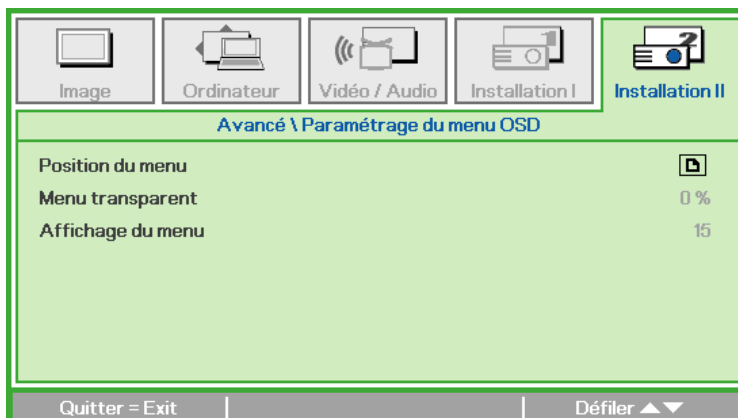 Image
Ordinateur
Vidéo / Audio
Installation I
Installation II
Avancé \ Paramétrage du menu OSD
Position du menu
Menu transparent 0 %
Affichage du menu 15
Quitter = Exit Défiler ▲▼